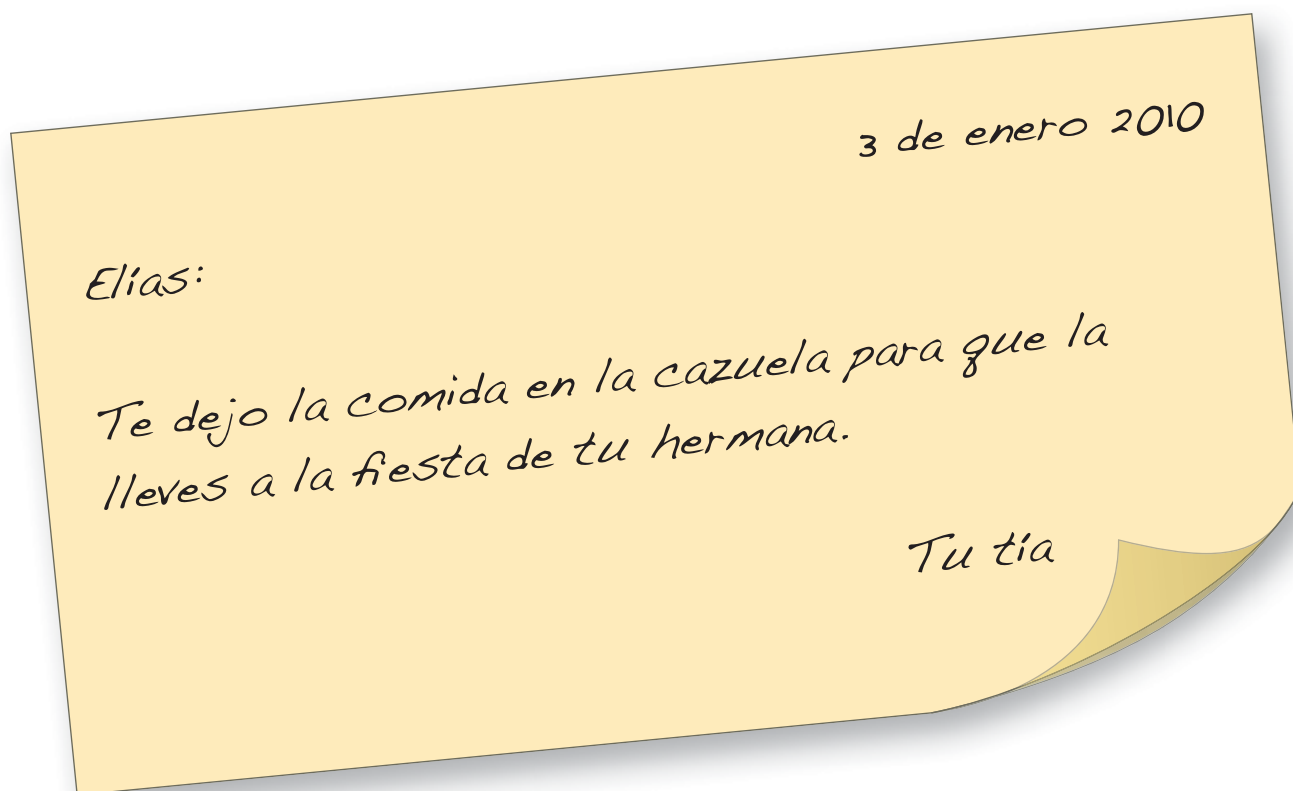 3 de enero 2010
Elías:
Te dejo la comida en la cazuela para que la
lleves a la fiesta de tu hermana.
Tu tía